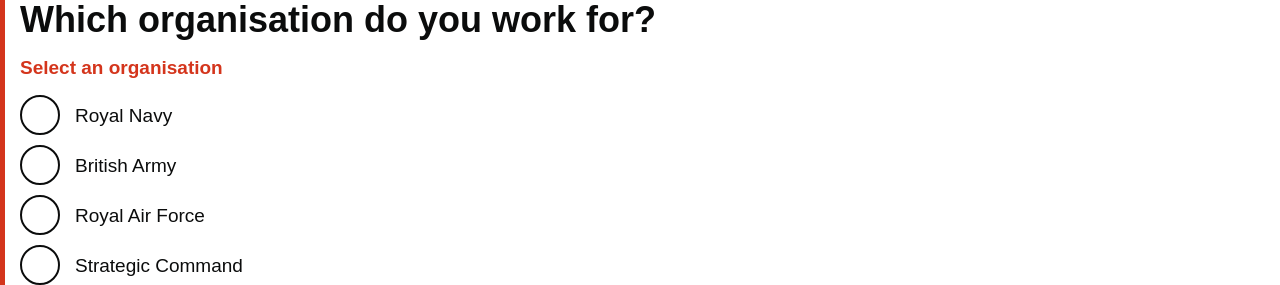 Which organisation do you work for?
Select an organisation
Royal Navy
British Army
Royal Air Force
Strategic Command